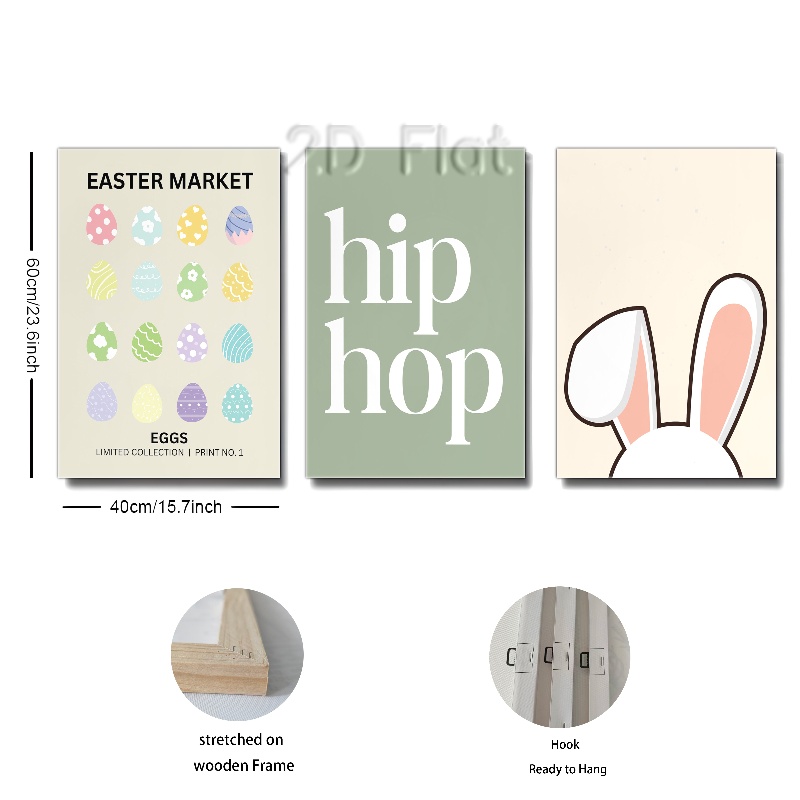 2D Flat
EASTER MARKET
EGGS
LIMITED COLLECTION | PRINT NO. 1
hip
hop
60cm/23.6inch
40cm/15.7inch
stretched on
wooden Frame
Hook
Ready to Hang